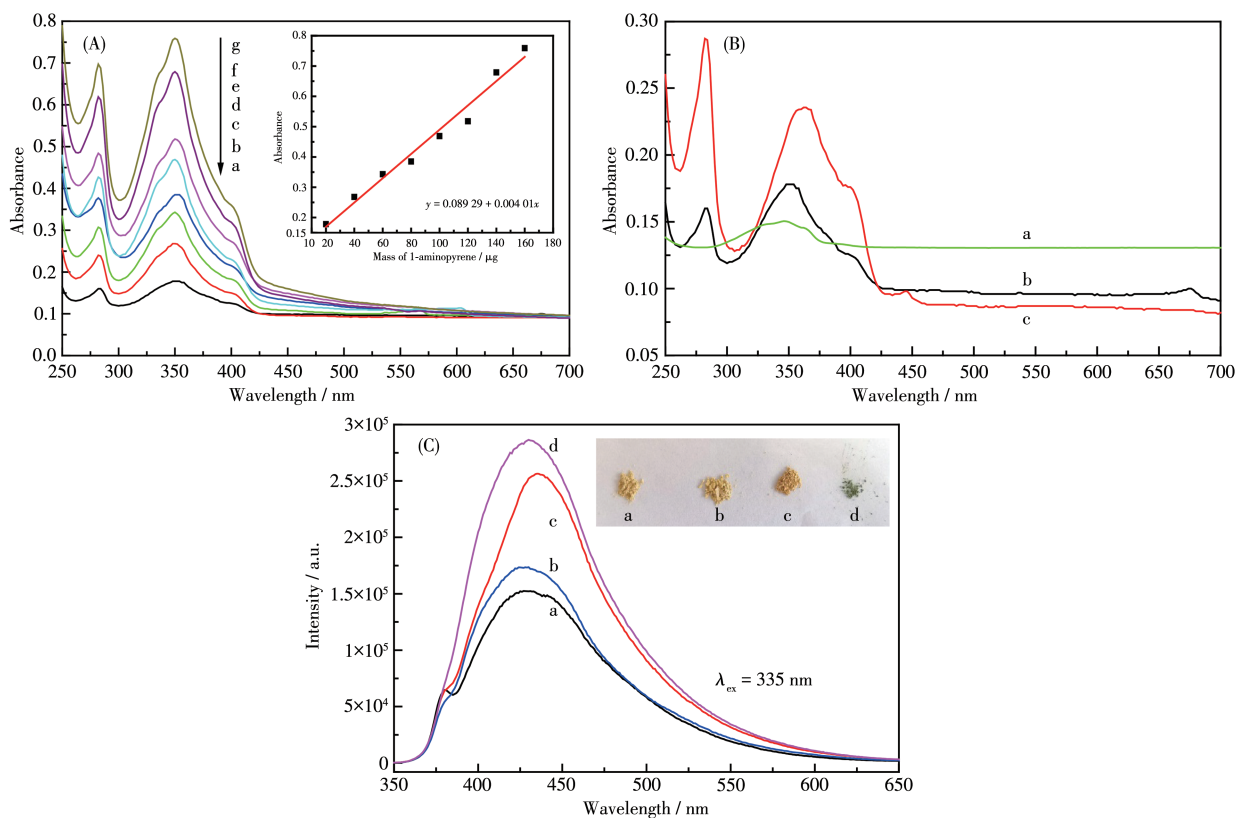 (A)
g
f
e
d
c
b
a
0.8
0.7
0.6
0.5
0.4
0.3
0.2
0.1
0.0
Absorbance
250 300 350 400 450 500 550 600 650 700
Wavelength / nm
0.8
0.7
0.6
0.5
0.4
0.3
0.2
0.15
Absorbance
10 20 40 60 80 100 120 140 160 180
Mass of 1-aminopyrene / μg
y = 0.089 29 + 0.004 01x
(B)
0.30
0.25
0.20
0.15
0.10
0.05
Absorbance
a
b
c
250 300 350 400 450 500 550 600 650 700
Wavelength / nm
(C)
3×10⁵
2.5×10⁵
2×10⁵
1.5×10⁵
1×10⁵
5×10⁴
0
Intensity / a.u.
d
c
b
a
a b c d
λex = 335 nm
350 400 450 500 550 600 650
Wavelength / nm